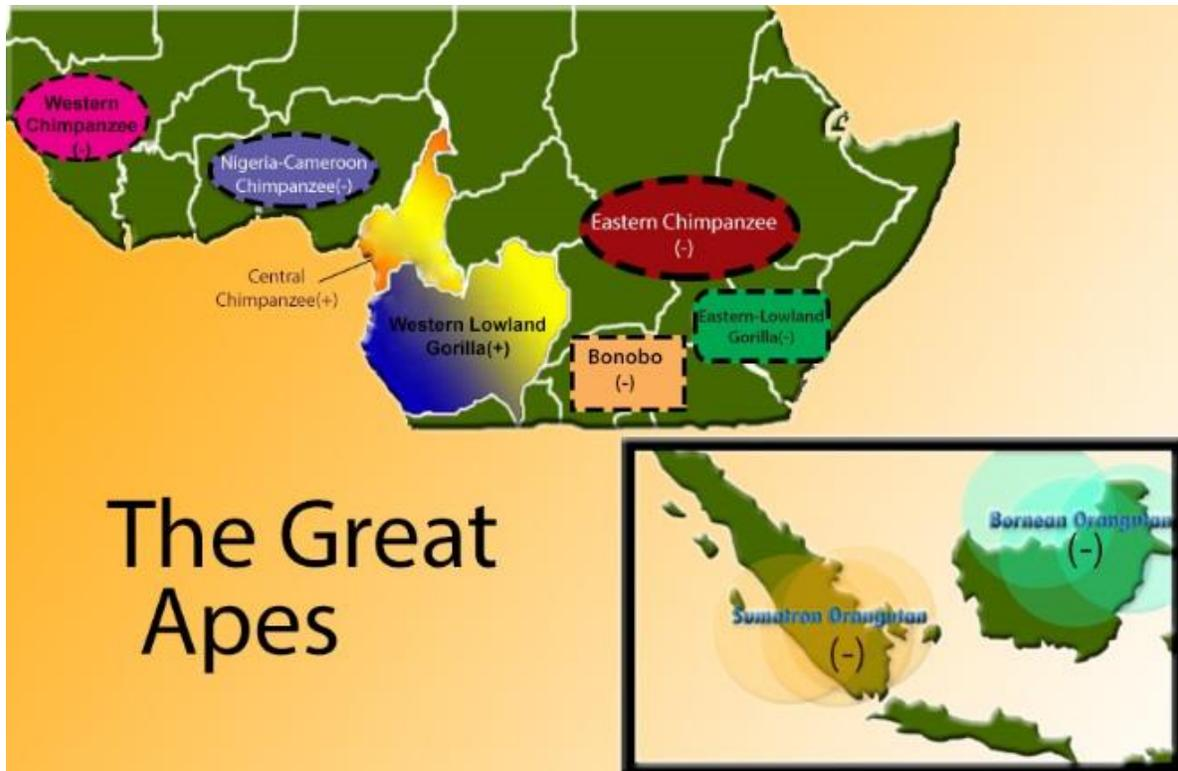 Western
Chimpanzee
(-)
Nigeria-Cameroon
Chimpanzee(-)
Eastern Chimpanzee
(-)
Central
Chimpanzee(+)
Western Lowland
Gorilla(+)
Eastern-Lowland
Gorilla(-)
Bonobo
(-)
The Great
Apes
Bornean Orangutan
(-)
Sumatron Orangutan
(-)